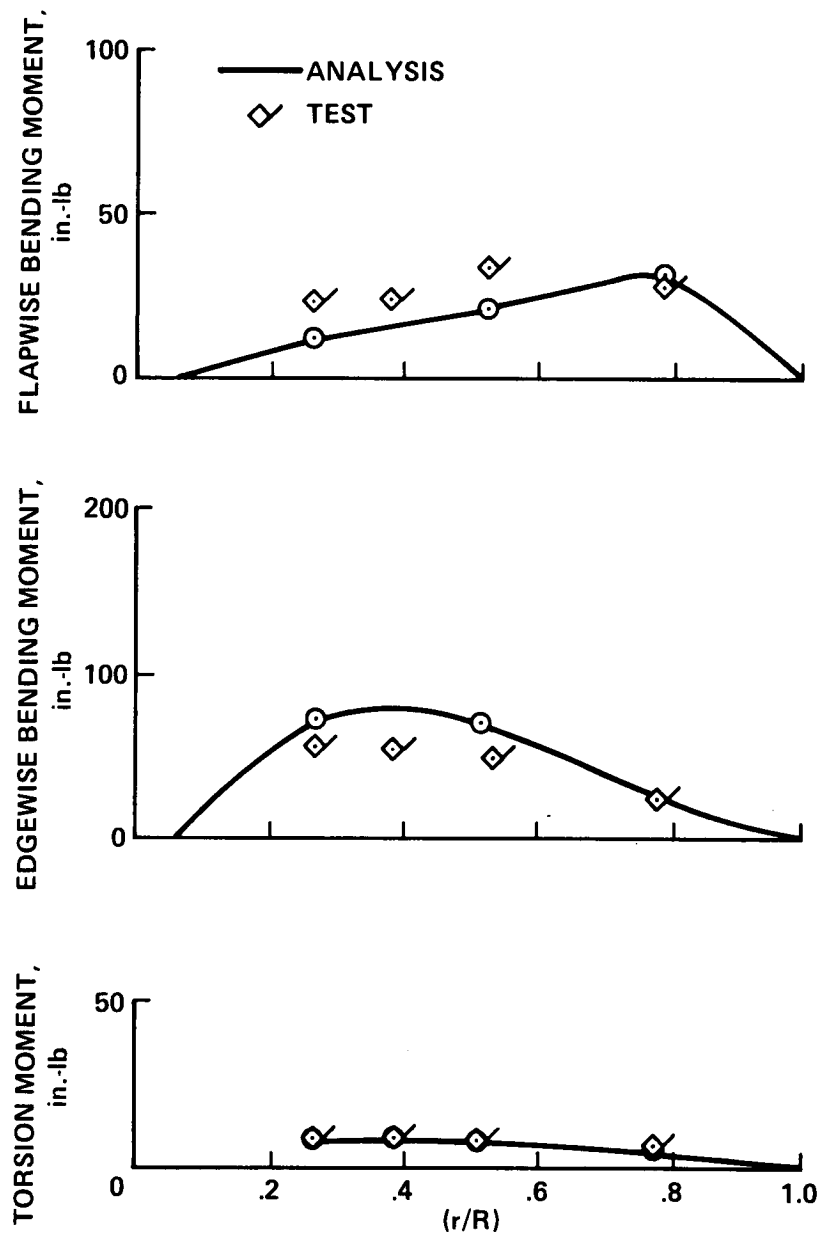 FLAPWISE BENDING MOMENT,
in.-lb
100
50
0
ANALYSIS
TEST
EDGEWISE BENDING MOMENT,
in.-lb
200
100
0
TORSION MOMENT,
in.-lb
50
0
.2
.4
.6
.8
1.0
(r/R)